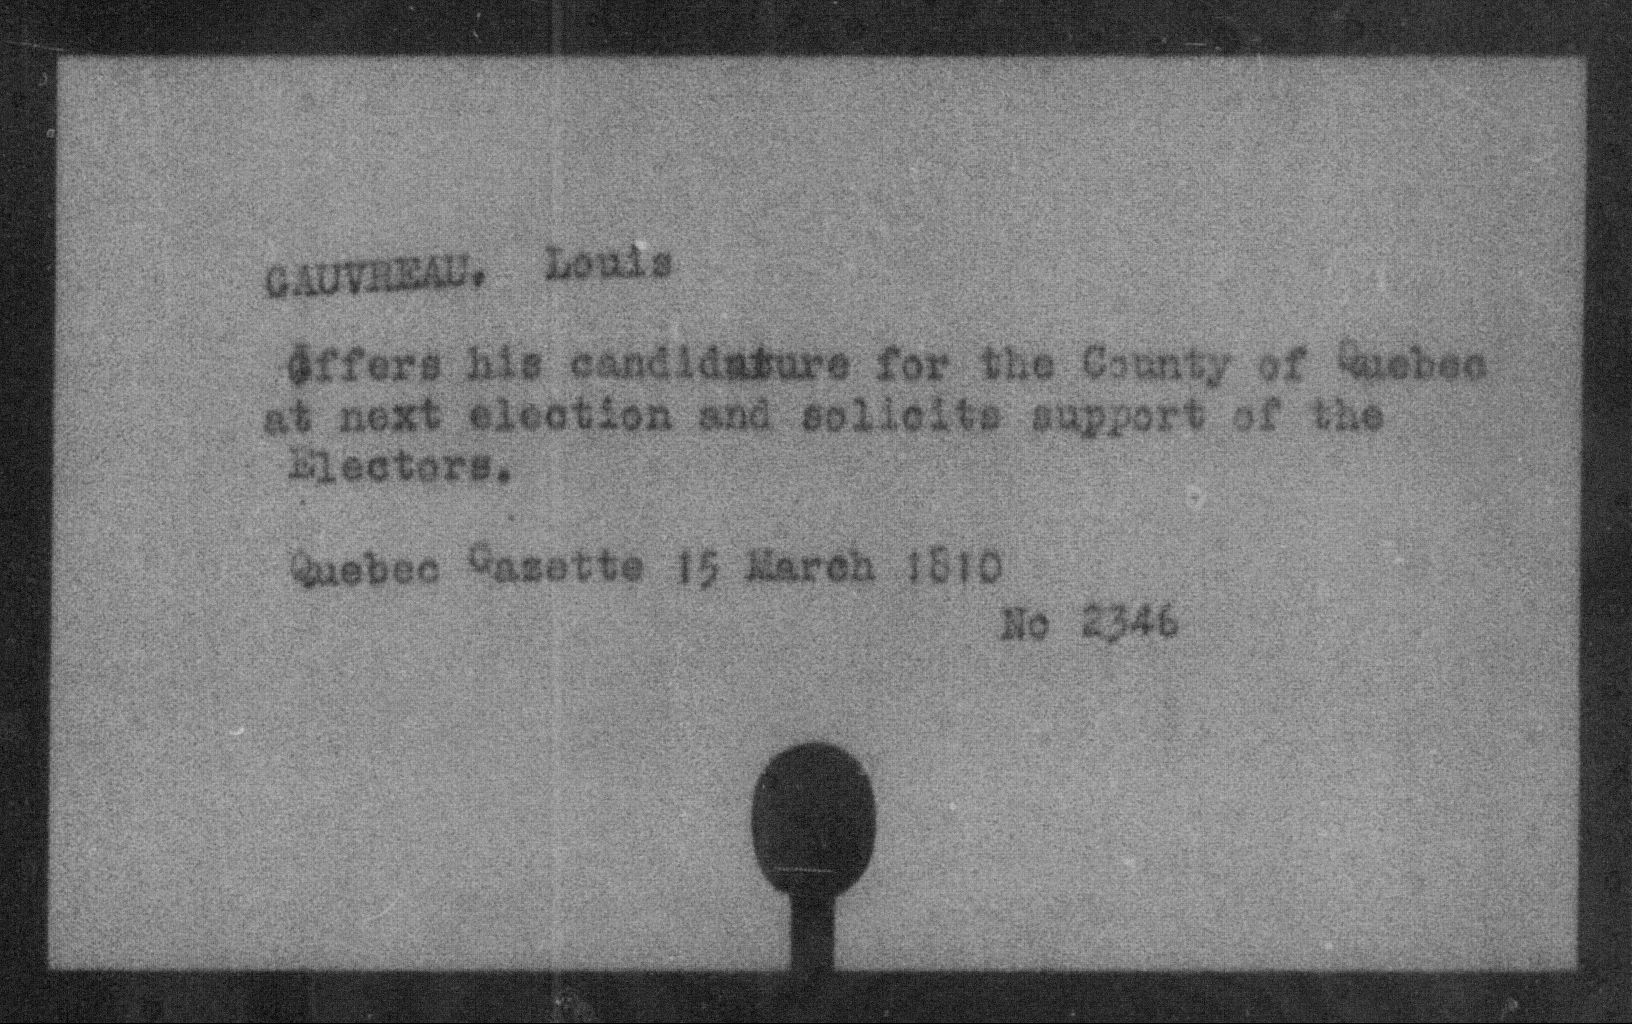 GAUVREAU, Louis
Offers his candidature for the County of Quebec
at next election and solicits support of the
Electors.
Quebec Gazette 15 March 1810
No 2346